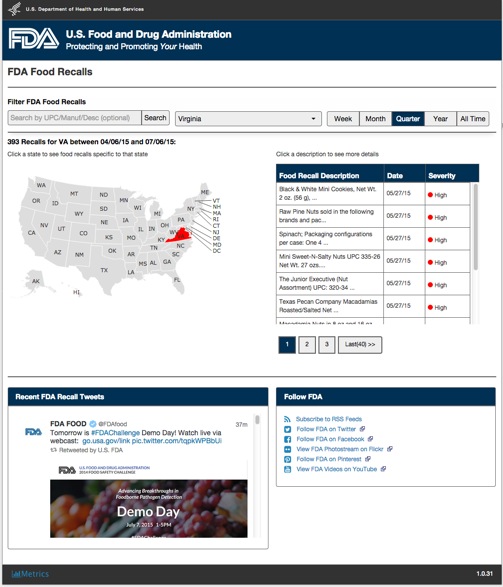 U.S. Department of Health and Human Services
FDA U.S. Food and Drug Administration
Protecting and Promoting Your Health
FDA Food Recalls
Filter FDA Food Recalls
Search by UPC/Manuf/Desc (optional) Search Virginia Week Month Quarter Year All Time
393 Recalls for VA between 04/06/15 and 07/06/15:
Click a state to see food recalls specific to that state
Click a description to see more details
WA
OR
ID
MT
ND
MN
WI
MI
ME
VT
NH
MA
RI
CT
NJ
DE
MD
DC
NY
PA
SD
WY
NE
IA
IL
IN
OH
NV
UT
CO
KS
MO
KY
WV
CA
AZ
NM
OK
AR
TN
NC
SC
MS
AL
GA
TX
LA
FL
AK
HI
Food Recall Description Date Severity
Black & White Mini Cookies, Net Wt. 2 oz. (56 g), ... 05/27/15 High
Raw Pine Nuts sold in the following brands and pac... 05/27/15 High
Spinach; Packaging configurations per case: One 4 ... 05/27/15 High
Mini Sweet-N-Salty Nuts UPC 335-26 Net Wt. 27 ozs.... 05/27/15 High
The Junior Executive (Nut Assortment) UPC: 320-34 ... 05/27/15 High
Texas Pecan Company Macadamias Roasted/Salted Net ... 05/27/15 High
Macadamia Nuts in 8 oz and 16 oz
1 2 3 Last(40) >>
Recent FDA Recall Tweets
FDA FOOD @FDAfood 37m
Tomorrow is #FDAChallenge Demo Day! Watch live via
webcast: go.usa.gov/link pic.twitter.com/tqpkWPBbUi
Retweeted by U.S. FDA
FDA U.S. FOOD AND DRUG ADMINISTRATION
2014 FOOD SAFETY CHALLENGE
Advancing Breakthroughs in
Foodborne Pathogen Detection
Demo Day
July 7, 2015 1-5PM
#FDAChallenge
Follow FDA
Subscribe to RSS Feeds
Follow FDA on Twitter
Follow FDA on Facebook
View FDA Photostream on Flickr
Follow FDA on Pinterest
View FDA Videos on YouTube
Metrics
1.0.31